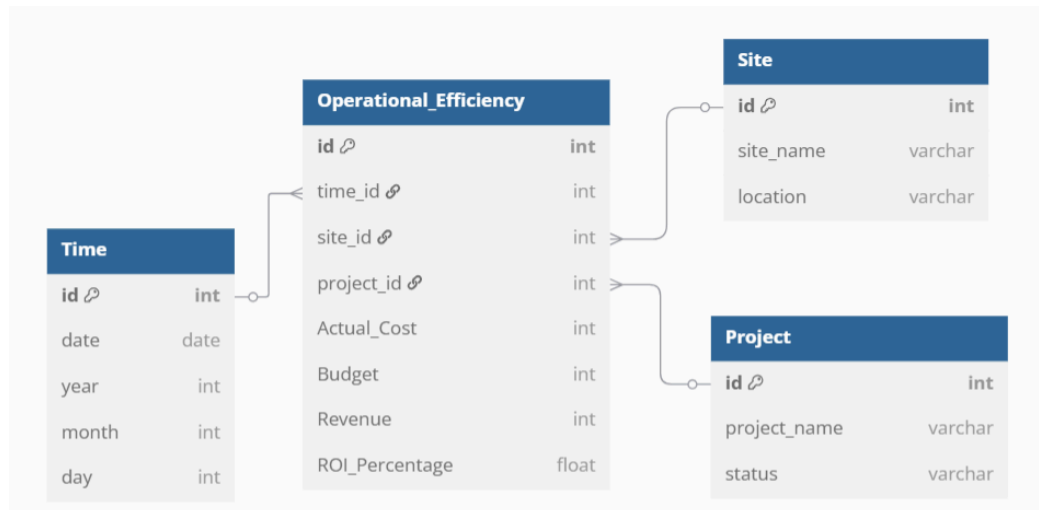 Time
id int
date date
year int
month int
day int
Operational_Efficiency
id int
time_id int
site_id int
project_id int
Actual_Cost int
Budget int
Revenue int
ROI_Percentage float
Site
id int
site_name varchar
location varchar
Project
id int
project_name varchar
status varchar